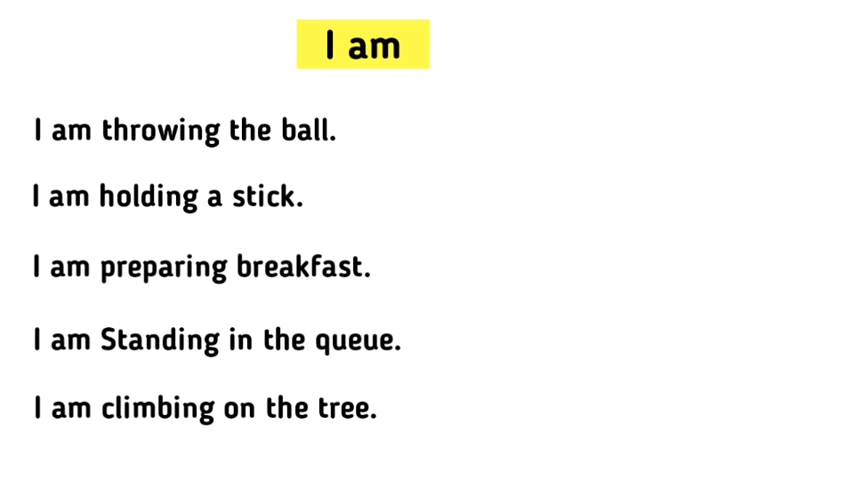 I am
I am throwing the ball.
I am holding a stick.
I am preparing breakfast.
I am Standing in the queue.
I am climbing on the tree.